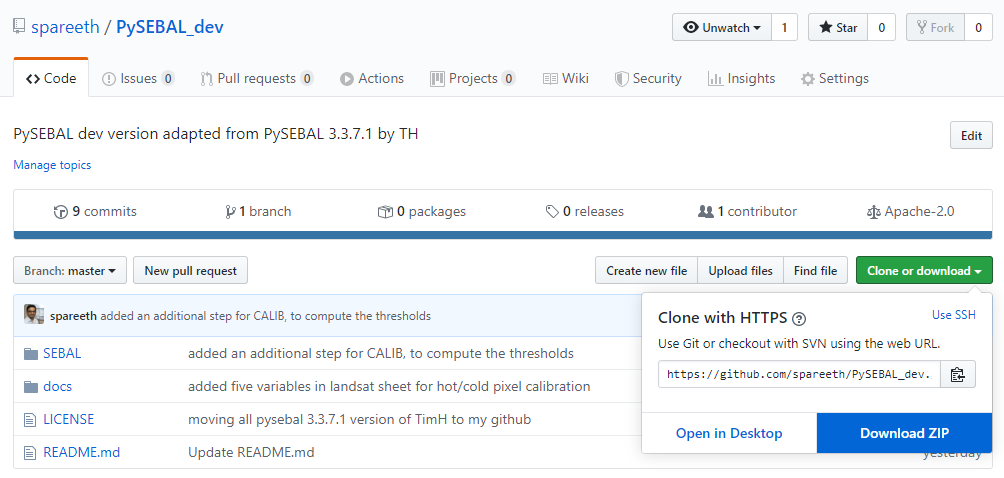 spareeth / PySEBAL_dev
Unwatch 1 Star 0 Fork 0
Code Issues 0 Pull requests 0 Actions Projects 0 Wiki Security Insights Settings
PySEBAL dev version adapted from PySEBAL 3.3.7.1 by TH
Edit
Manage topics
9 commits 1 branch 0 packages 0 releases 1 contributor Apache-2.0
Branch: master New pull request Create new file Upload files Find file Clone or download
spareeth added an additional step for CALIB, to compute the thresholds
SEBAL added an additional step for CALIB, to compute the thresholds
docs added five variables in landsat sheet for hot/cold pixel calibration
LICENSE moving all pysebal 3.3.7.1 version of TimH to my github
README.md Update README.md yesterday
Clone with HTTPS ? Use SSH
Use Git or checkout with SVN using the web URL.
https://github.com/spareeth/PySEBAL_dev.
Open in Desktop Download ZIP